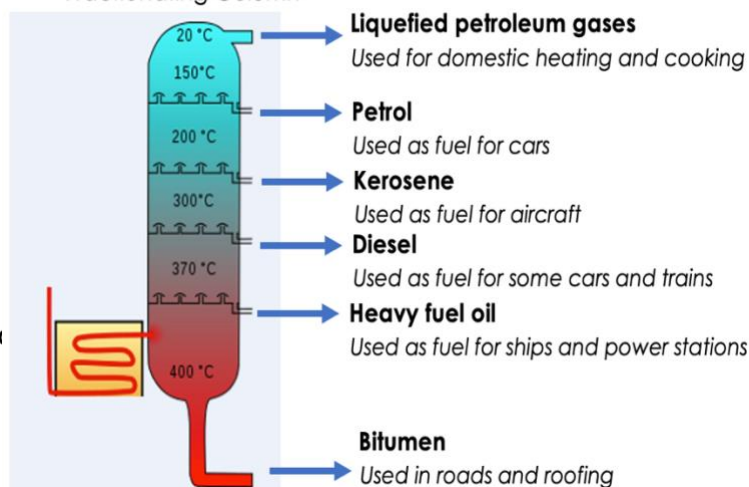 Liquefied petroleum gases
Used for domestic heating and cooking
Petrol
Used as fuel for cars
Kerosene
Used as fuel for aircraft
Diesel
Used as fuel for some cars and trains
Heavy fuel oil
Used as fuel for ships and power stations
Bitumen
Used in roads and roofing
20 °C
150°C
200 °C
300°C
370 °C
400 °C